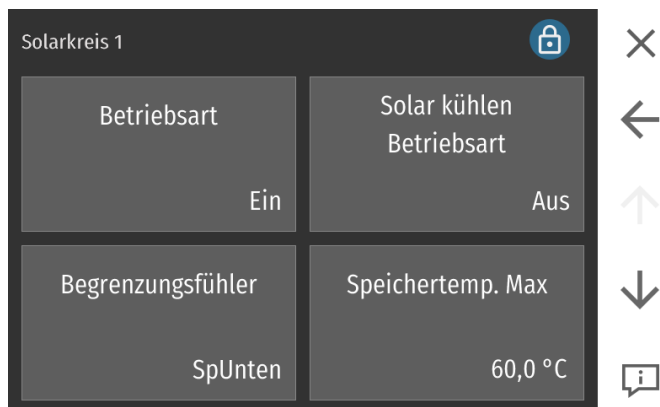 Solarkreis 1
Betriebsart
Ein
Solar kühlen
Betriebsart
Aus
Begrenzungsfühler
SpUnten
Speichertemp. Max
60,0 °C